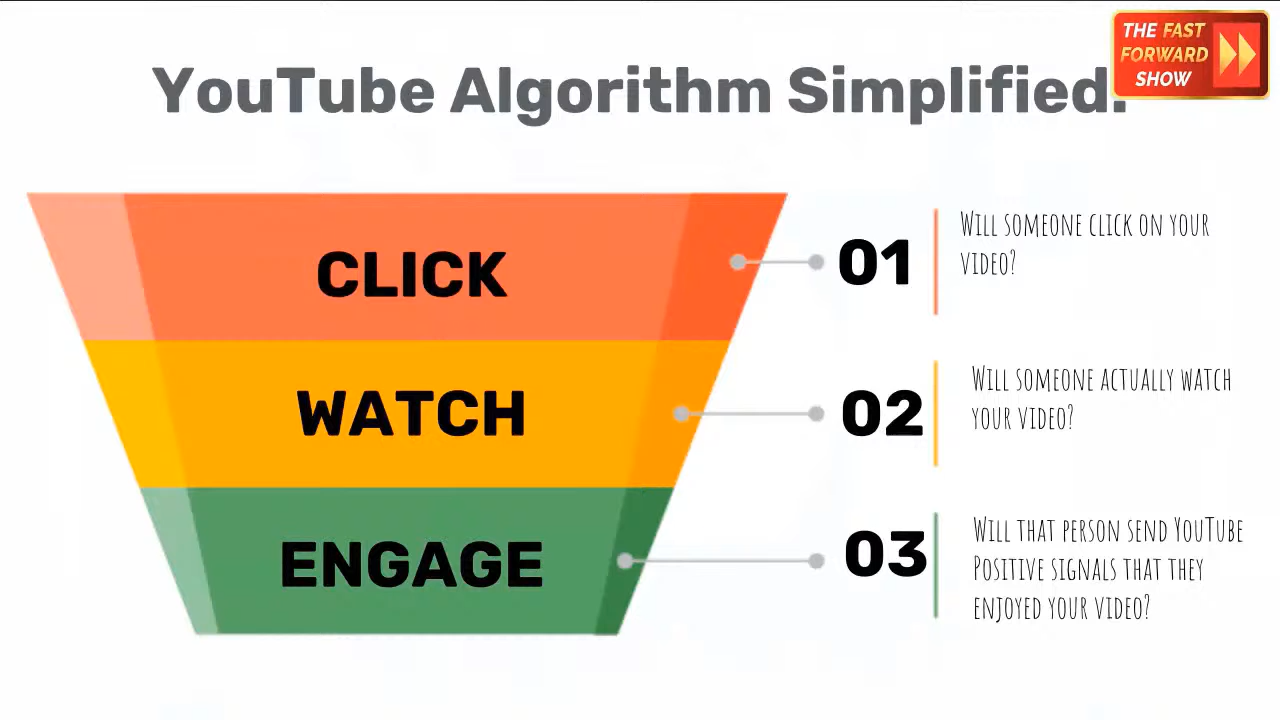 THE FAST
FORWARD
SHOW
YouTube Algorithm Simplified.
CLICK
01
Will someone click on your
video?
WATCH
02
Will someone actually watch
your video?
ENGAGE
03
Will that person send YouTube
Positive signals that they
enjoyed your video?